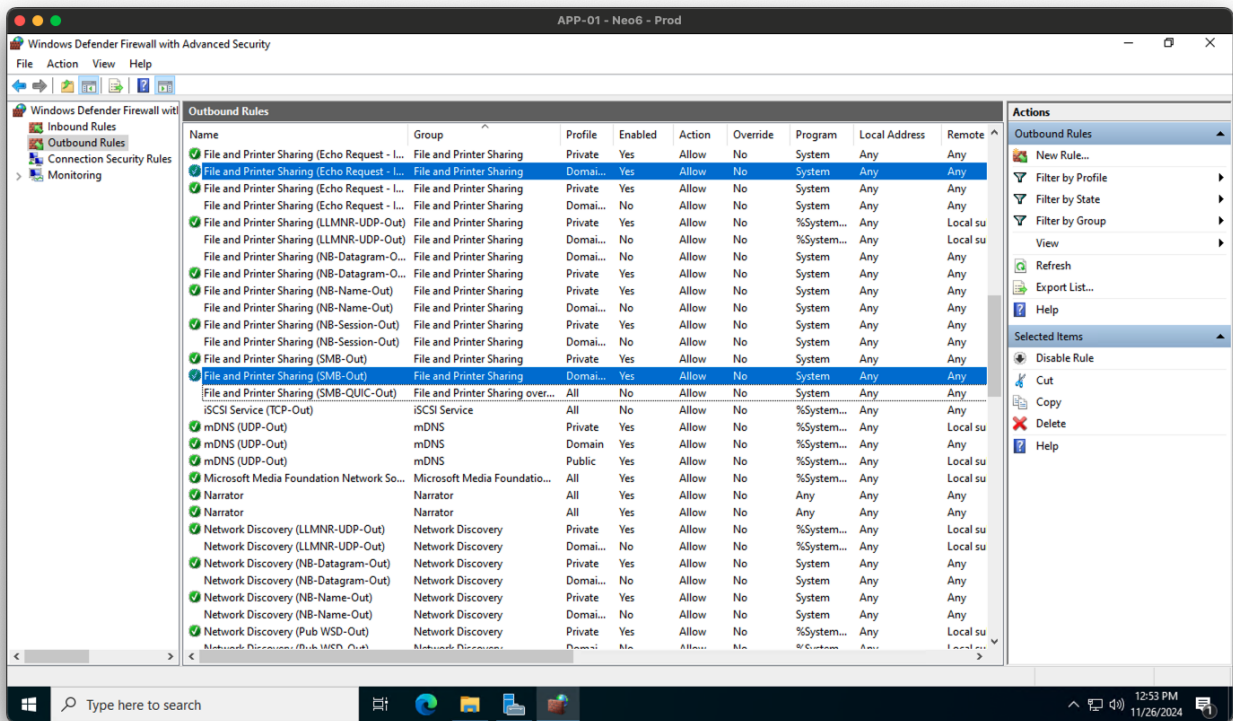 APP-01 - Neo6 - Prod
Windows Defender Firewall with Advanced Security
File Action View Help
Windows Defender Firewall with
Inbound Rules
Outbound Rules
Connection Security Rules
Monitoring
Outbound Rules
Name Group Profile Enabled Action Override Program Local Address Remote
File and Printer Sharing (Echo Request - I... File and Printer Sharing Private Yes Allow No System Any Any
File and Printer Sharing (Echo Request - I... File and Printer Sharing Domai... Yes Allow No System Any Any
File and Printer Sharing (Echo Request - I... File and Printer Sharing Private Yes Allow No System Any Any
File and Printer Sharing (Echo Request - I... File and Printer Sharing Domai... No Allow No System Any Any
File and Printer Sharing (LLMNR-UDP-Out) File and Printer Sharing Private Yes Allow No %System... Any Local su
File and Printer Sharing (LLMNR-UDP-Out) File and Printer Sharing Domai... No Allow No %System... Any Local su
File and Printer Sharing (NB-Datagram-O... File and Printer Sharing Domai... No Allow No System Any Any
File and Printer Sharing (NB-Datagram-O... File and Printer Sharing Private Yes Allow No System Any Any
File and Printer Sharing (NB-Name-Out) File and Printer Sharing Private Yes Allow No System Any Any
File and Printer Sharing (NB-Name-Out) File and Printer Sharing Domai... No Allow No System Any Any
File and Printer Sharing (NB-Session-Out) File and Printer Sharing Private Yes Allow No System Any Any
File and Printer Sharing (NB-Session-Out) File and Printer Sharing Domai... No Allow No System Any Any
File and Printer Sharing (SMB-Out) File and Printer Sharing Private Yes Allow No System Any Any
File and Printer Sharing (SMB-Out) File and Printer Sharing Domai... Yes Allow No System Any Any
File and Printer Sharing (SMB-QUIC-Out) File and Printer Sharing over... All No Allow No System Any Any
iSCSI Service (TCP-Out) iSCSI Service All No Allow No %System... Any Any
mDNS (UDP-Out) mDNS Private Yes Allow No %System... Any Local su
mDNS (UDP-Out) mDNS Domain Yes Allow No %System... Any Any
mDNS (UDP-Out) mDNS Public Yes Allow No %System... Any Local su
Microsoft Media Foundation Network So... Microsoft Media Foundatio... All Yes Allow No %System... Any Local su
Narrator Narrator All Yes Allow No Any Any Any
Narrator Narrator All Yes Allow No Any Any Any
Network Discovery (LLMNR-UDP-Out) Network Discovery Private Yes Allow No %System... Any Local su
Network Discovery (LLMNR-UDP-Out) Network Discovery Domai... No Allow No %System... Any Local su
Network Discovery (NB-Datagram-Out) Network Discovery Private Yes Allow No System Any Any
Network Discovery (NB-Datagram-Out) Network Discovery Domai... No Allow No System Any Any
Network Discovery (NB-Name-Out) Network Discovery Private Yes Allow No System Any Any
Network Discovery (NB-Name-Out) Network Discovery Domai... No Allow No System Any Any
Network Discovery (Pub WSD-Out) Network Discovery Private Yes Allow No %System... Any Local su
Network Discovery (Pub WSD-Out) Network Discovery Domai... No Allow No %System... Any Local su
Actions
Outbound Rules
New Rule...
Filter by Profile
Filter by State
Filter by Group
View
Refresh
Export List...
Help
Selected Items
Disable Rule
Cut
Copy
Delete
Help
Type here to search
12:53 PM
11/26/2024
1